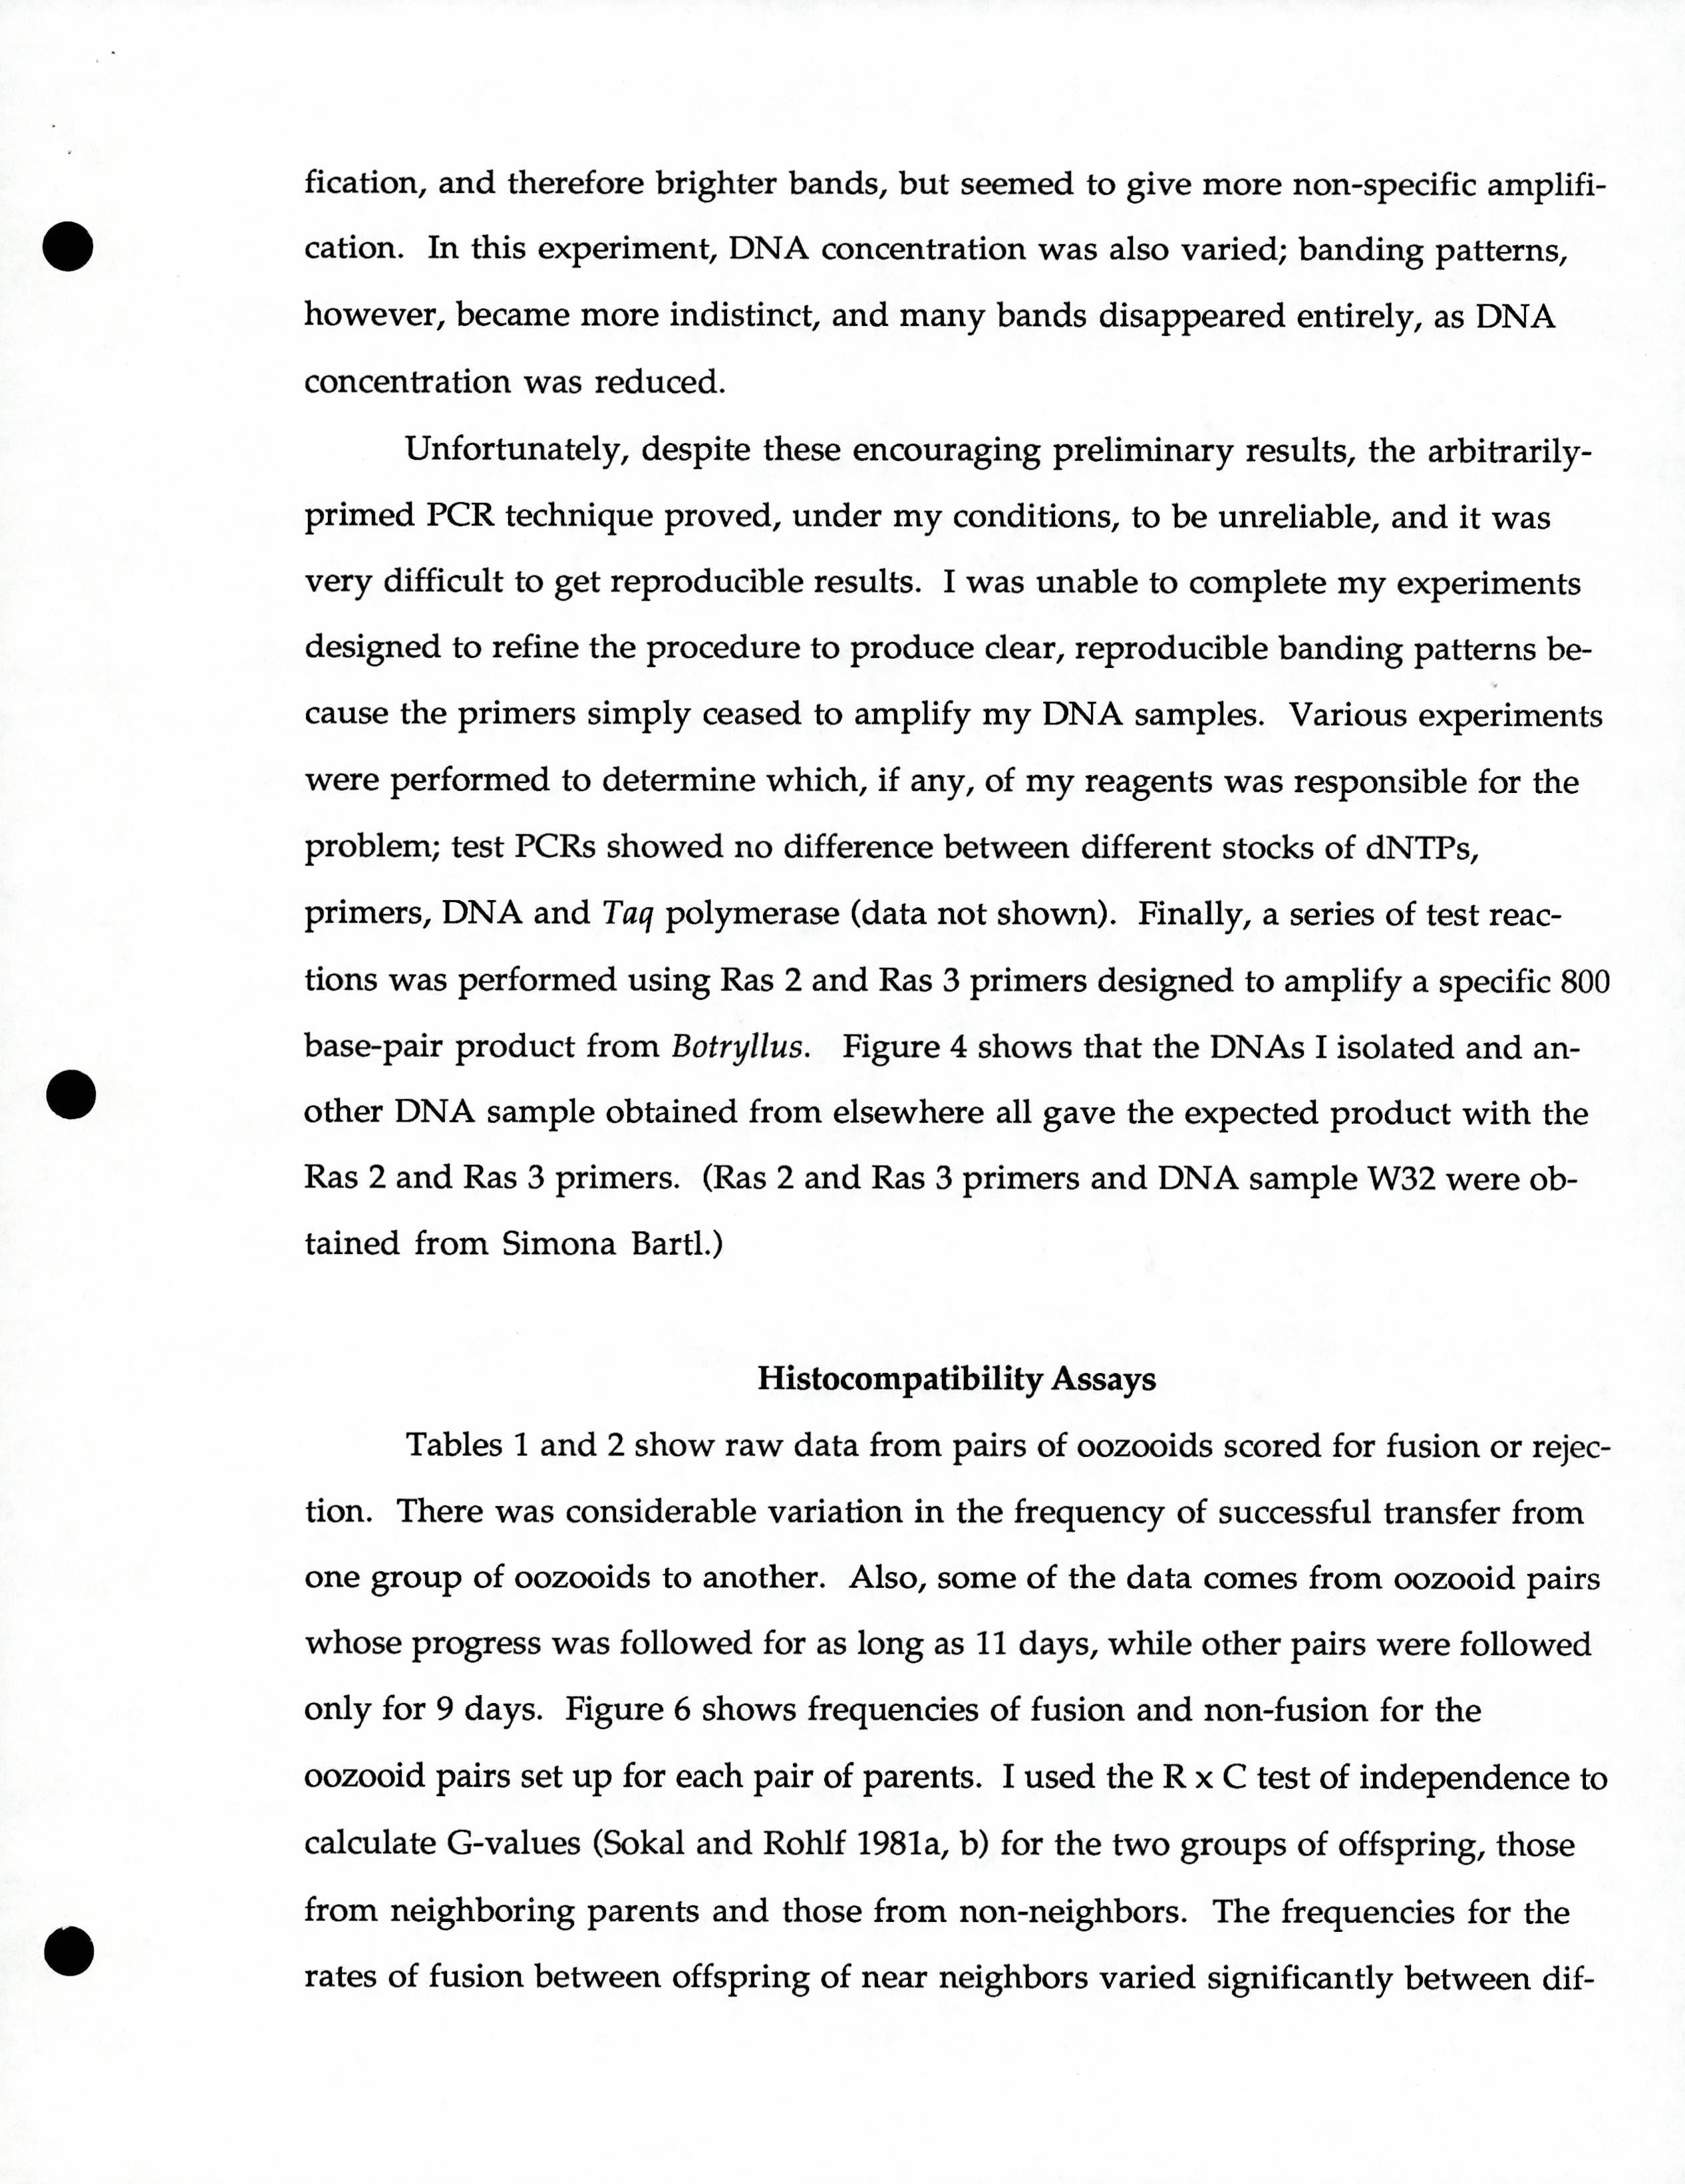 fication, and therefore brighter bands, but seemed to give more non-specific amplifi-
cation. In this experiment, DNA concentration was also varied; banding patterns,
however, became more indistinct, and many bands disappeared entirely, as DNA
concentration was reduced.
Unfortunately, despite these encouraging preliminary results, the arbitrarily-
primed PCR technique proved, under my conditions, to be unreliable, and it was
very difficult to get reproducible results. I was unable to complete my experiments
designed to refine the procedure to produce clear, reproducible banding patterns be-
cause the primers simply ceased to amplify my DNA samples. Various experiments
were performed to determine which, if any, of my reagents was responsible for the
problem; test PCRs showed no difference between different stocks of dNTPs,
primers, DNA and Taq polymerase (data not shown). Finally, a series of test reac-
tions was performed using Ras 2 and Ras 3 primers designed to amplify a specific 800
base-pair product from Botryllus. Figure 4 shows that the DNAs I isolated and an-
other DNA sample obtained from elsewhere all gave the expected product with the
Ras 2 and Ras 3 primers. (Ras 2 and Ras 3 primers and DNA sample W32 were ob-
tained from Simona Bartl.)
Histocompatibility Assays
Tables 1 and 2 show raw data from pairs of oozooids scored for fusion or rejec-
tion. There was considerable variation in the frequency of successful transfer from
one group of oozooids to another. Also, some of the data comes from oozooid pairs
whose progress was followed for as long as 11 days, while other pairs were followed
only for 9 days. Figure 6 shows frequencies of fusion and non-fusion for the
oozooid pairs set up for each pair of parents. I used the R x C test of independence to
calculate G-values (Sokal and Rohlf 1981a, b) for the two groups of offspring, those
from neighboring parents and those from non-neighbors. The frequencies for the
rates of fusion between offspring of near neighbors varied significantly between dif-